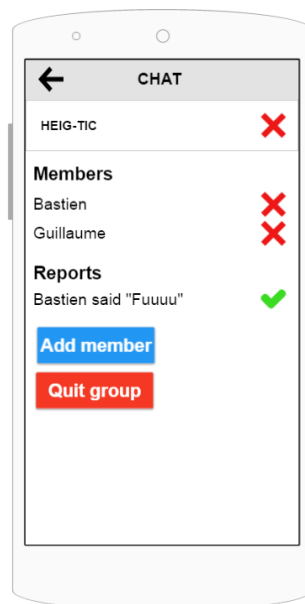 CHAT
HEIG-TIC
Members
Bastien
Guillaume
Reports
Bastien said "Fuuuu"
Add member
Quit group